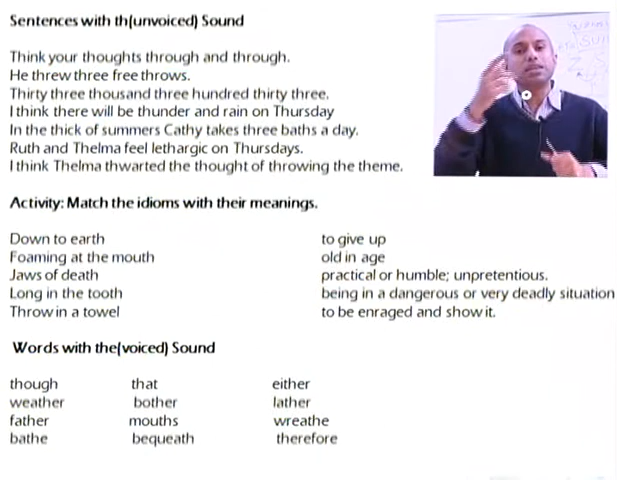 Sentences with th(unvoiced) Sound
Think your thoughts through and through.
He threw three free throws.
Thirty three thousand three hundred thirty three.
I think there will be thunder and rain on Thursday
In the thick of summers Cathy takes three baths a day.
Ruth and Thelma feel lethargic on Thursdays.
I think Thelma thwarted the thought of throwing the theme.
Activity: Match the idioms with their meanings.
Down to earth to give up
Foaming at the mouth old in age
Jaws of death practical or humble; unpretentious.
Long in the tooth being in a dangerous or very deadly situation
Throw in a towel to be enraged and show it.
Words with the(voiced) Sound
though that either
weather bother lather
father mouths wreathe
bathe bequeath therefore